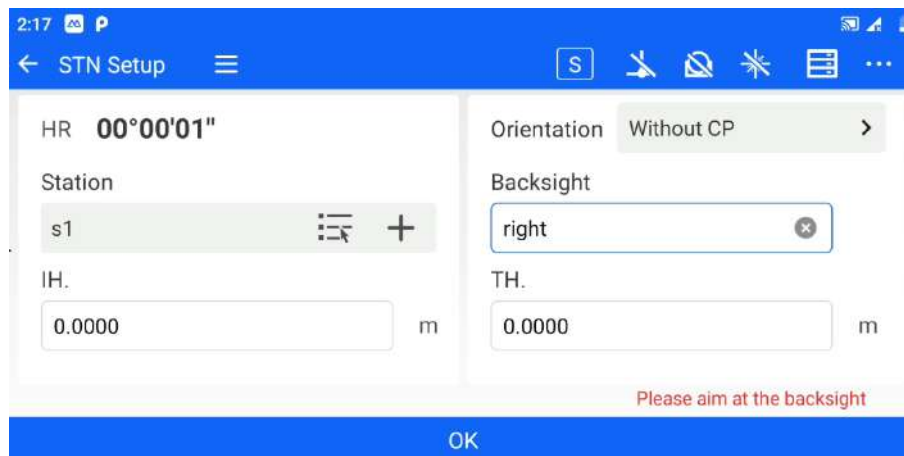 2:17
STN Setup
S
HR 00°00'01"
Orientation Without CP
Station
Backsight
s1
right
IH.
TH.
0.0000 m
0.0000 m
Please aim at the backsight
OK